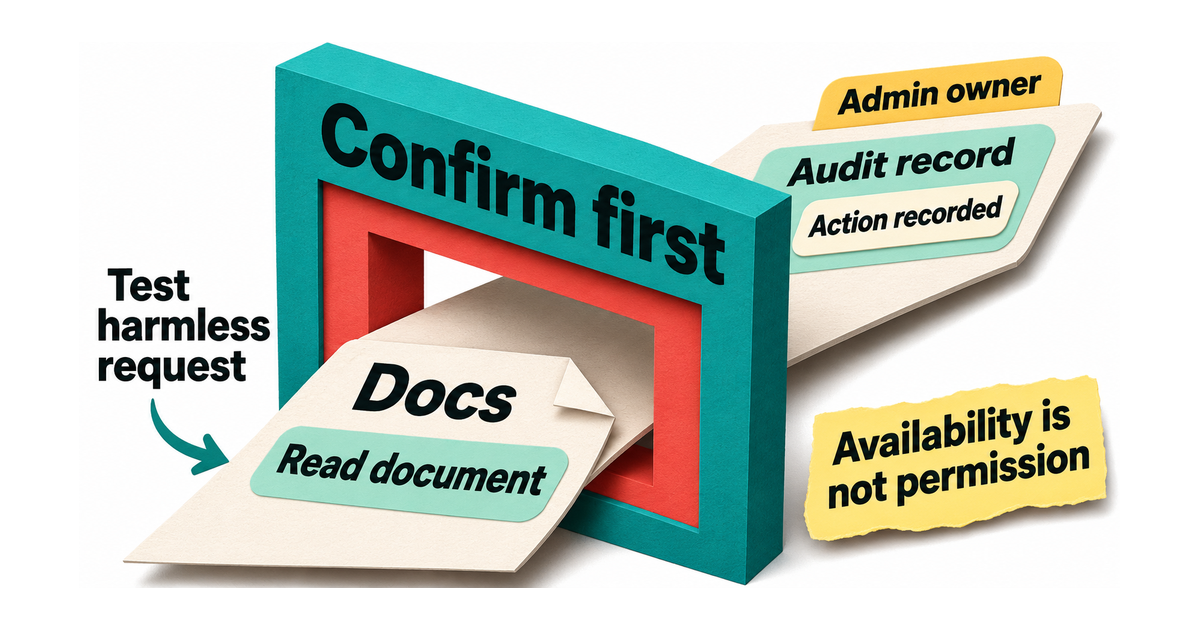 Confirm first
Admin owner
Audit record
Action recorded
Test
harmless
request
Docs
Read document
Availability is
not permission